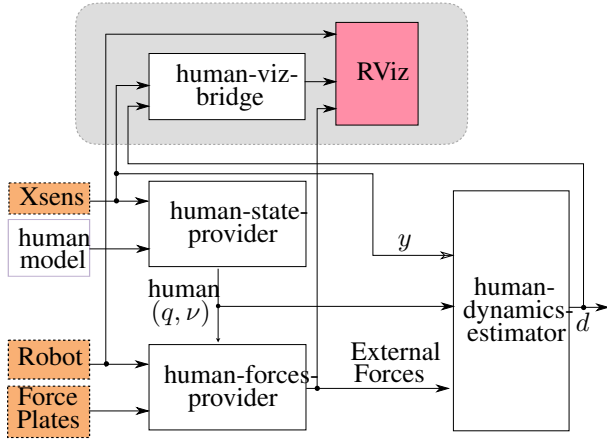 human-viz-
bridge
RViz
Xsens
human
model
human-state-
provider
y
human
(q, ν)
human-
dynamics-
estimator
d
Robot
Force
Plates
human-forces-
provider
External
Forces